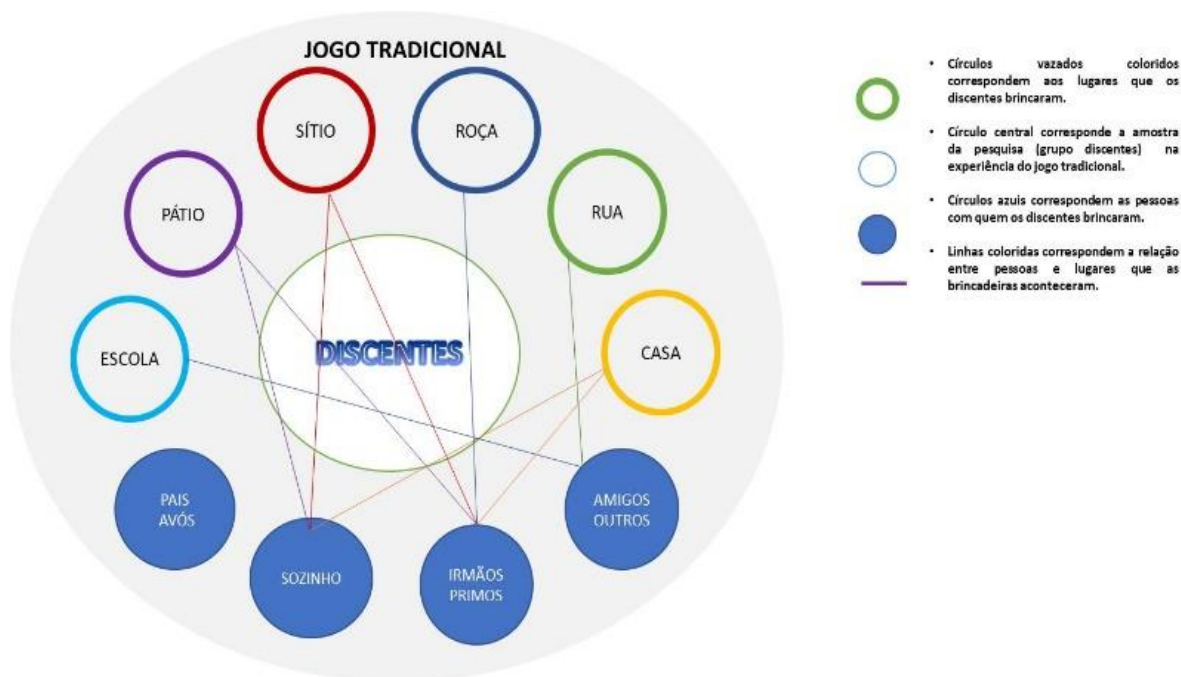 JOGO TRADICIONAL
SÍTIO
ROÇA
PÁTIO
RUA
DISCENTES
ESCOLA
CASA
PAIS
AVÓS
SOZINHO
IRMÃOS
PRIMOS
AMIGOS
OUTROS
• Círculos vazados coloridos
correspondem aos lugares que os
discentes brincaram.
• Círculo central corresponde a amostra
da pesquisa (grupo discentes) na
experiência do jogo tradicional.
• Círculos azuis correspondem as pessoas
com quem os discentes brincaram.
• Linhas coloridas correspondem a relação
entre pessoas e lugares que as
brincadeiras aconteceram.